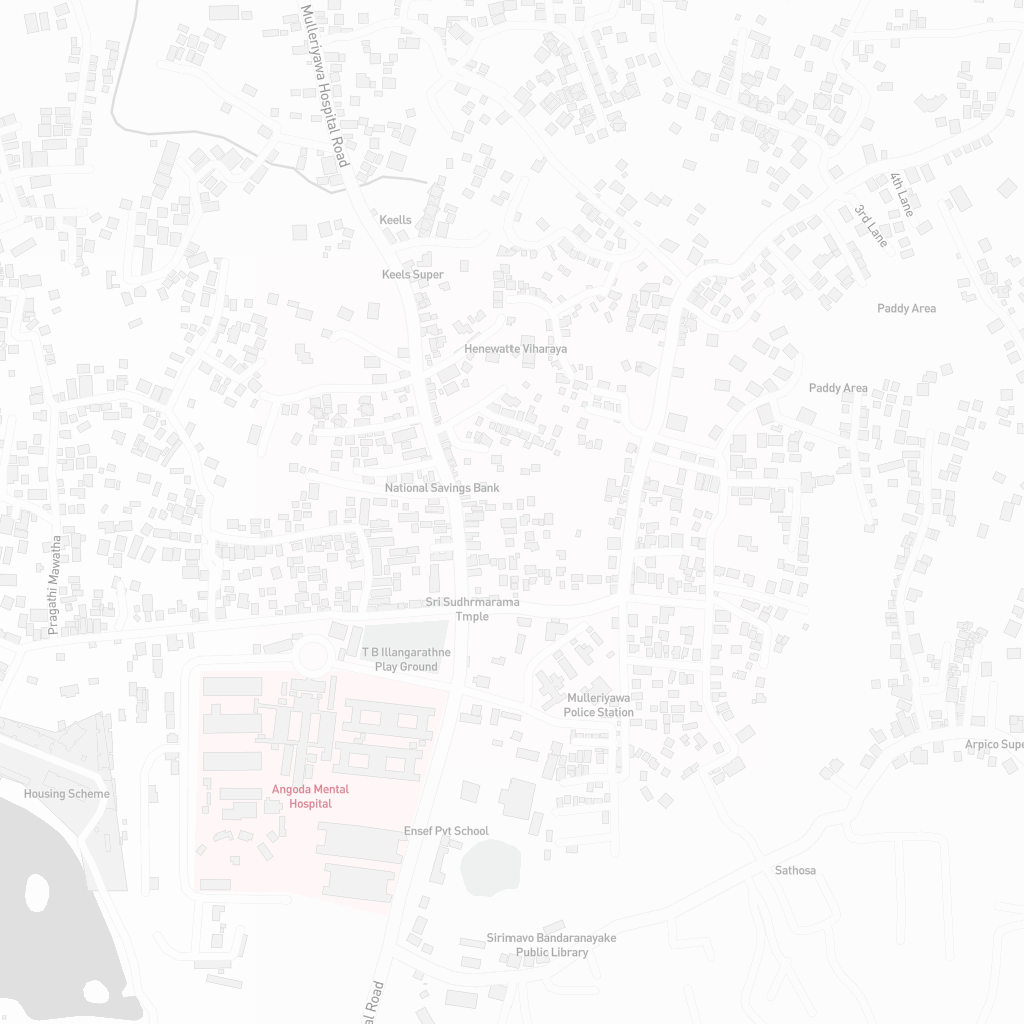 Mulleriyawa Hospital Road
4th Lane
3rd Lane
Keells
Keels Super
Paddy Area
Henewatte Viharaya
Paddy Area
National Savings Bank
Pragathi Mawatha
Sri Sudhrmarama
Tmple
T B Illangarathne
Play Ground
Mulleriyawa
Police Station
Arpico Supe
Angoda Mental
Hospital
Housing Scheme
Ensef Pvt School
Sathosa
Sirimavo Bandaranayake
Public Library
al Road